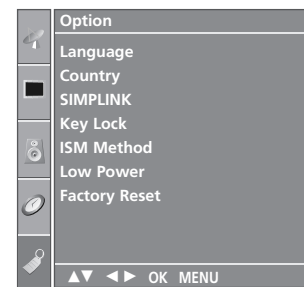 Option
Language
Country
SIMPLINK
Key Lock
ISM Method
Low Power
Factory Reset
▲▼ ◄► OK MENU